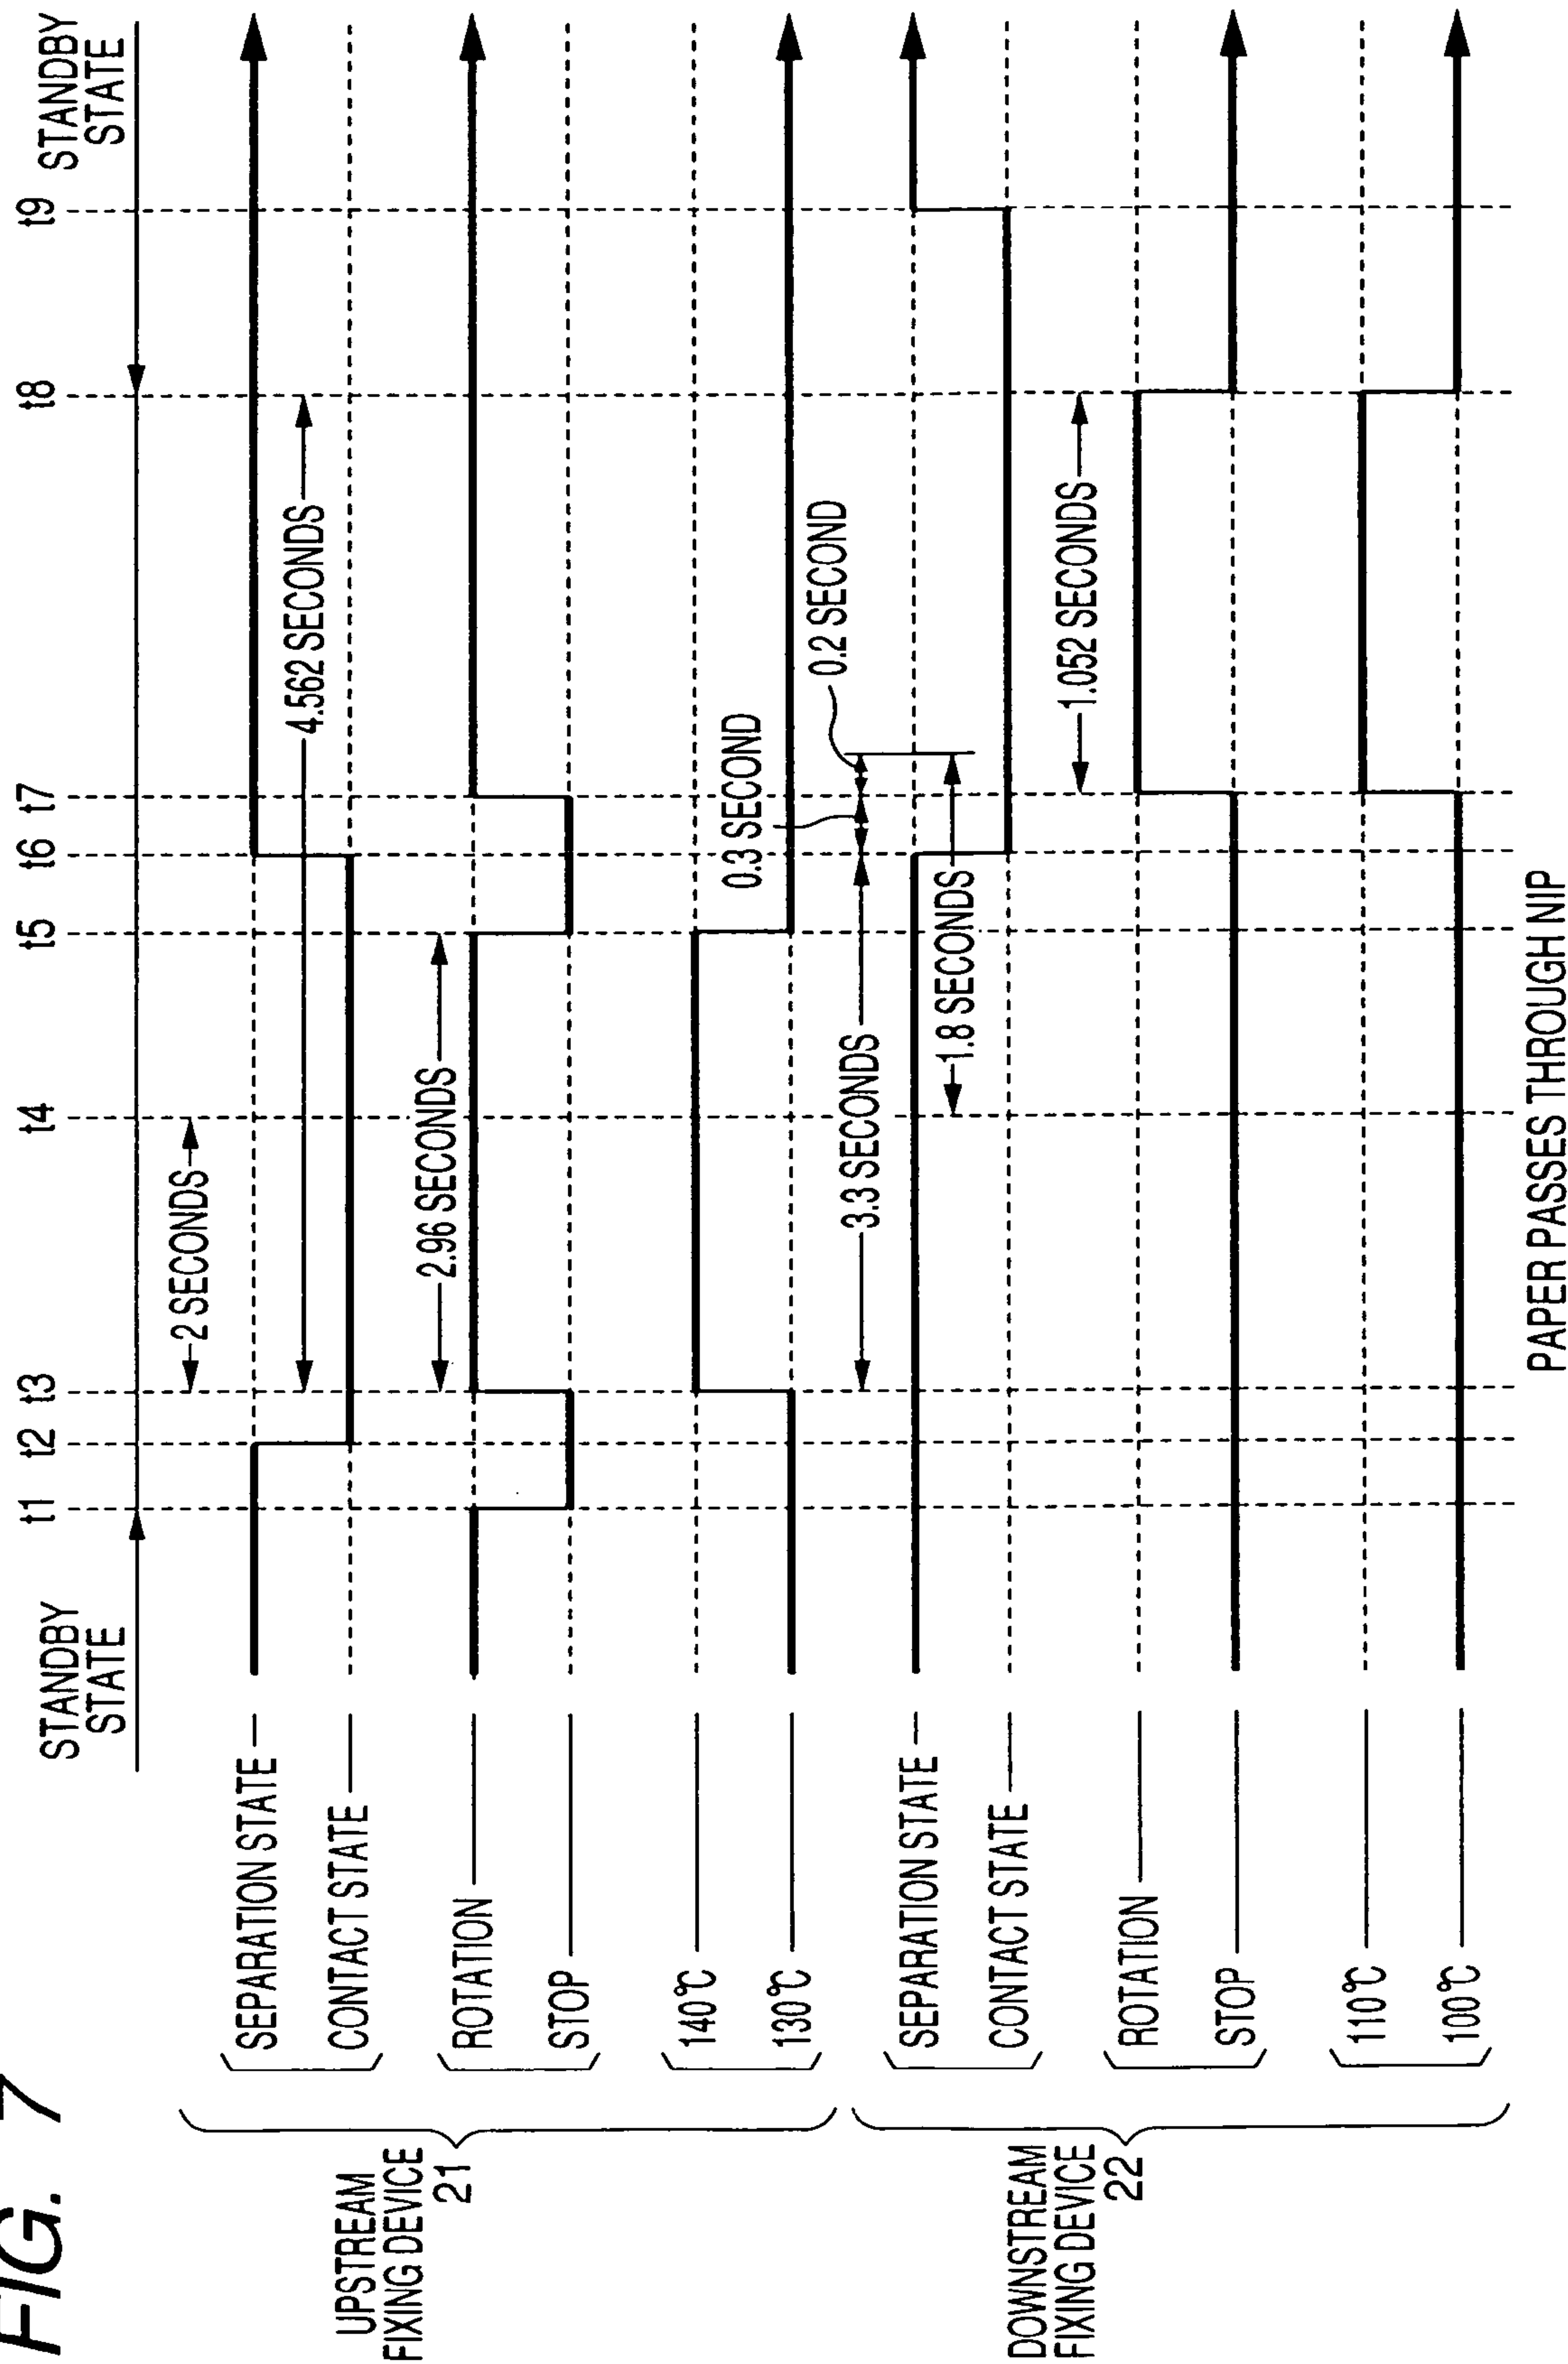 FIG. 7
STANDBY
STATE
t1
t2
t3
t4
t5
t6
t7
t8
t9
STANDBY
STATE
UPSTREAM
FIXING DEVICE
21
SEPARATION STATE
CONTACT STATE
ROTATION
STOP
140°C
130°C
2 SECONDS
4.562 SECONDS
2.96 SECONDS
DOWNSTREAM
FIXING DEVICE
22
SEPARATION STATE
CONTACT STATE
ROTATION
STOP
110°C
100°C
3.3 SECONDS
0.3 SECOND
0.2 SECOND
1.8 SECONDS
1.052 SECONDS
PAPER PASSES THROUGH NIP